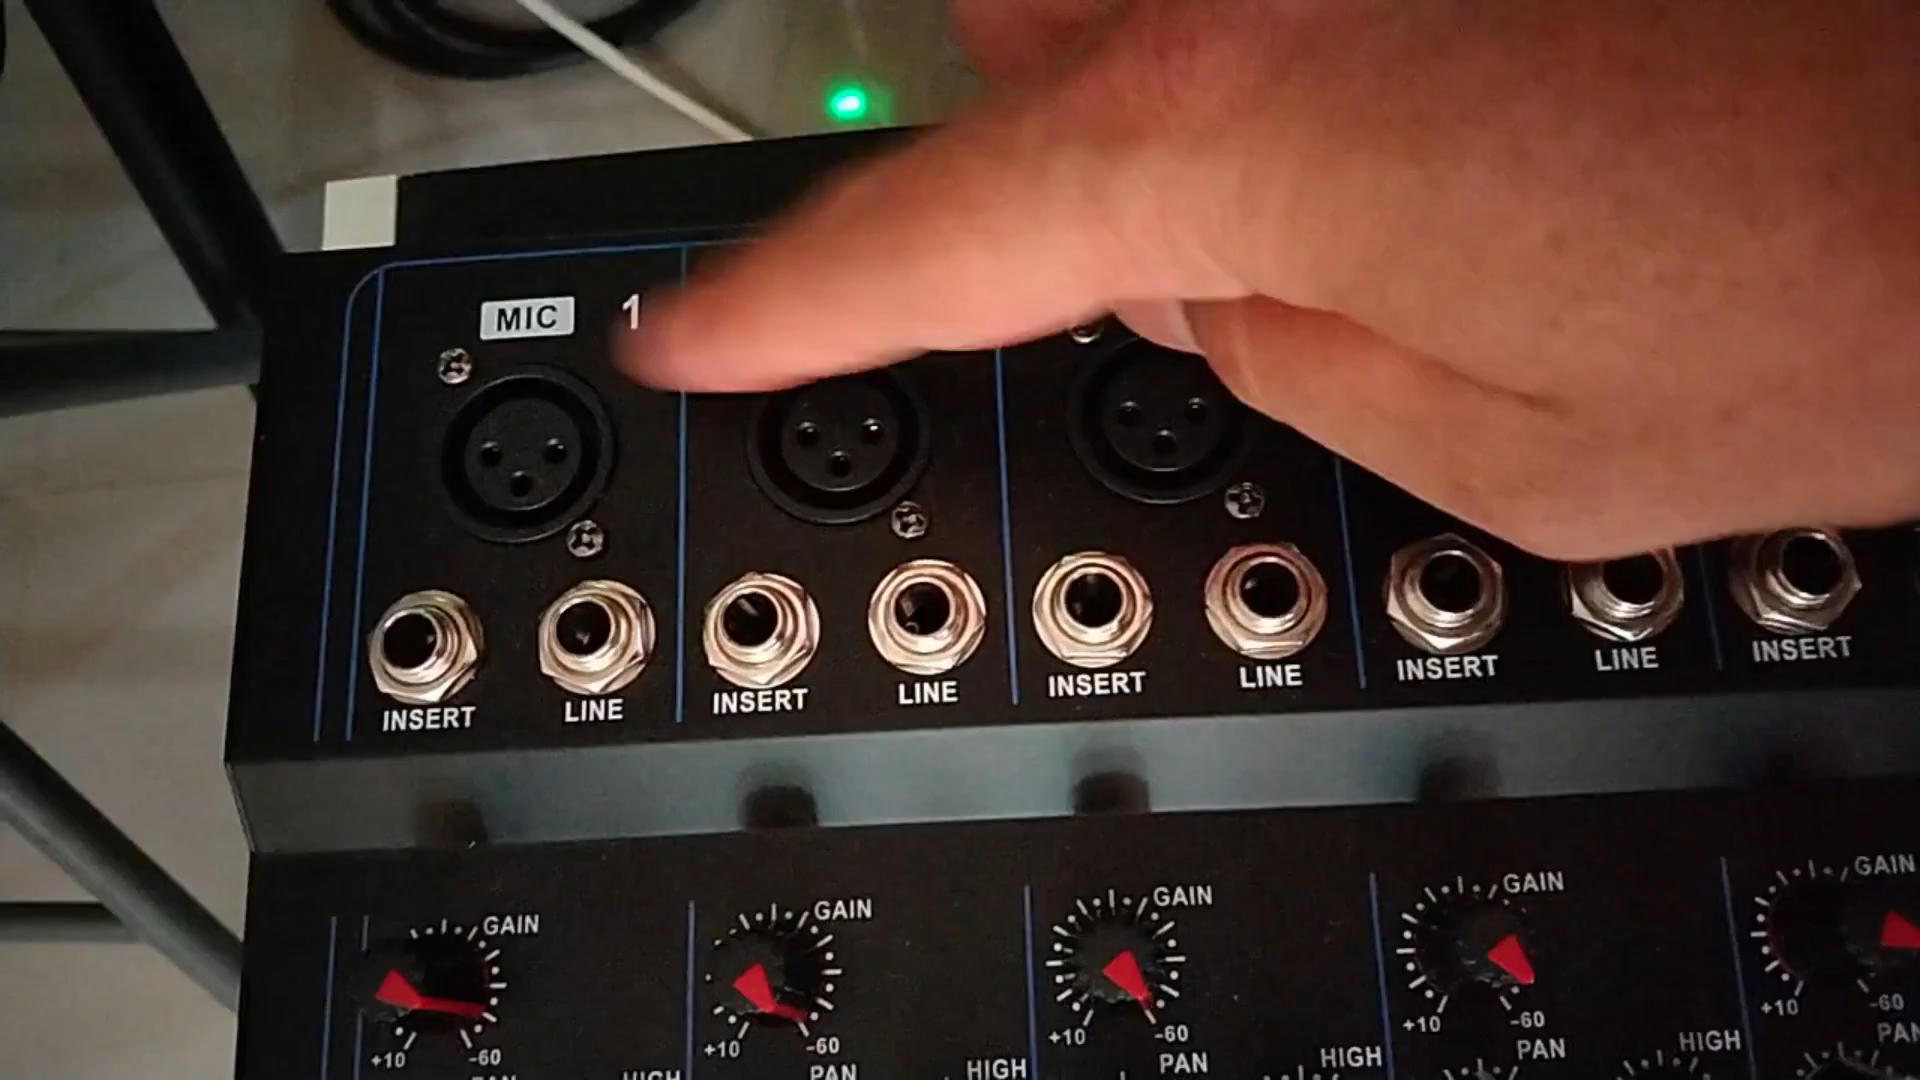 MIC 1
INSERT LINE INSERT LINE INSERT LINE INSERT LINE INSERT
GAIN GAIN GAIN GAIN GAIN
+10 -60 +10 -60 +10 -60 +10 -60 +10 -60
PAN PAN PAN PAN
HIGH HIGH HIGH HIGH